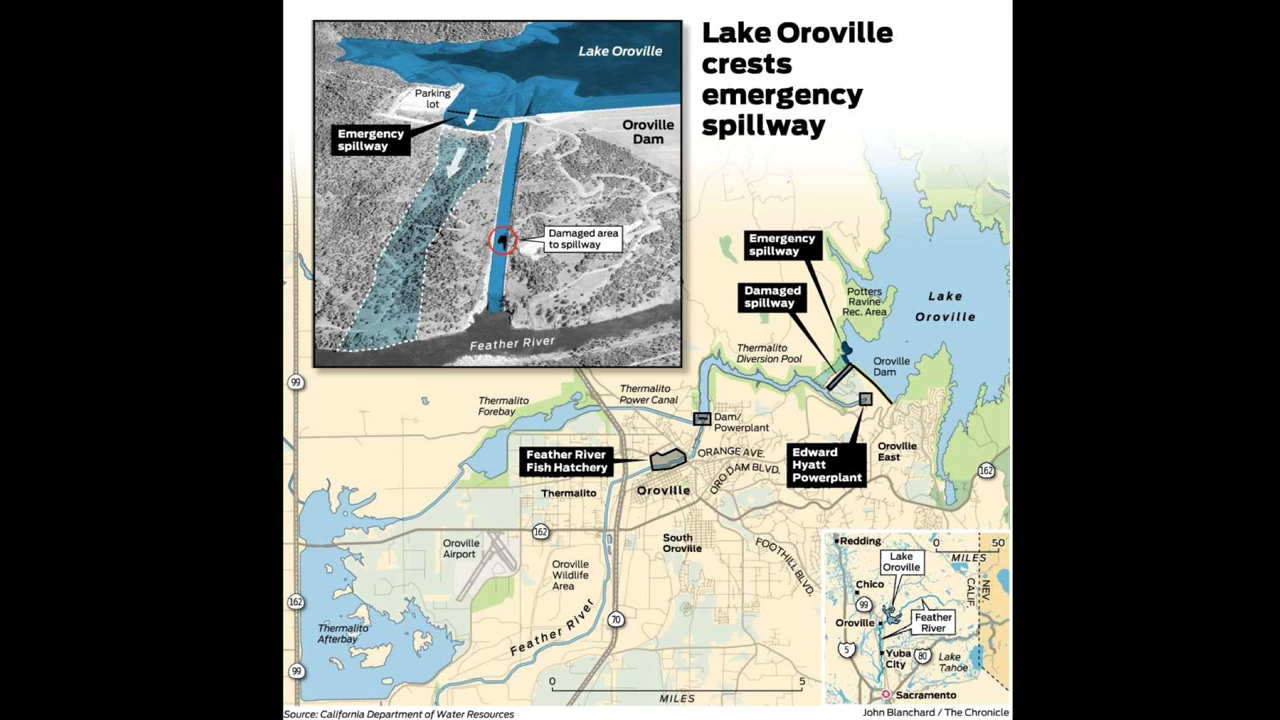 Lake Oroville
crests
emergency
spillway
Lake Oroville
Parking
lot
Emergency
spillway
Oroville
Dam
Damaged area
to spillway
Feather River
Emergency
spillway
Damaged
spillway
Potters
Ravine
Rec. Area
Lake
Oroville
Thermalito
Diversion Pool
Oroville
Dam
99
Thermalito
Forebay
Thermalito
Power Canal
Dam/
Powerplant
Feather River
Fish Hatchery
ORANGE AVE.
ORO DAM BLVD.
Edward
Hyatt
Powerplant
Oroville
East
162
Thermalito
Oroville
162
Oroville
Airport
South
Oroville
FOOTHILL BLVD.
Oroville
Wildlife
Area
162
Thermalito
Afterbay
Feather River
70
99
0 5
MILES
Redding
0 50
MILES
Lake
Oroville
NEV.
CALIF.
Chico
99
Oroville
Feather
River
5
Yuba
City
80
Lake
Tahoe
Sacramento
Source: California Department of Water Resources
John Blanchard / The Chronicle